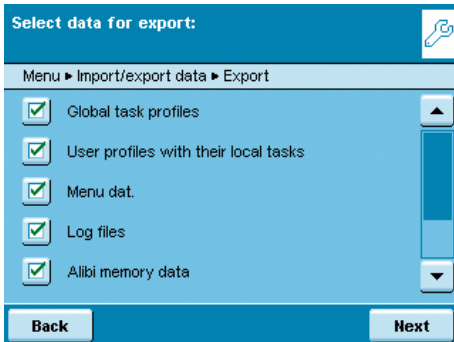 Select data for export:
Menu ▸ Import/export data ▸ Export
Global task profiles
User profiles with their local tasks
Menu dat.
Log files
Alibi memory data
Back
Next